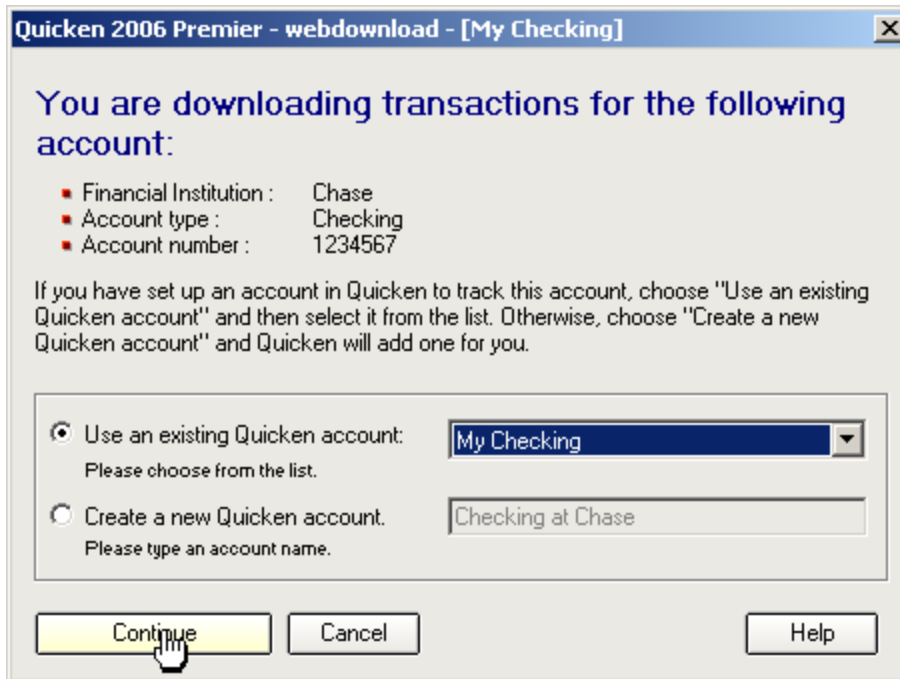 Quicken 2006 Premier - webdownload - [My Checking]
You are downloading transactions for the following
account:
Financial Institution : Chase
Account type : Checking
Account number : 1234567
If you have set up an account in Quicken to track this account, choose "Use an existing
Quicken account" and then select it from the list. Otherwise, choose "Create a new
Quicken account" and Quicken will add one for you.
Use an existing Quicken account: My Checking
Please choose from the list.
Create a new Quicken account. Checking at Chase
Please type an account name.
Continue Cancel Help